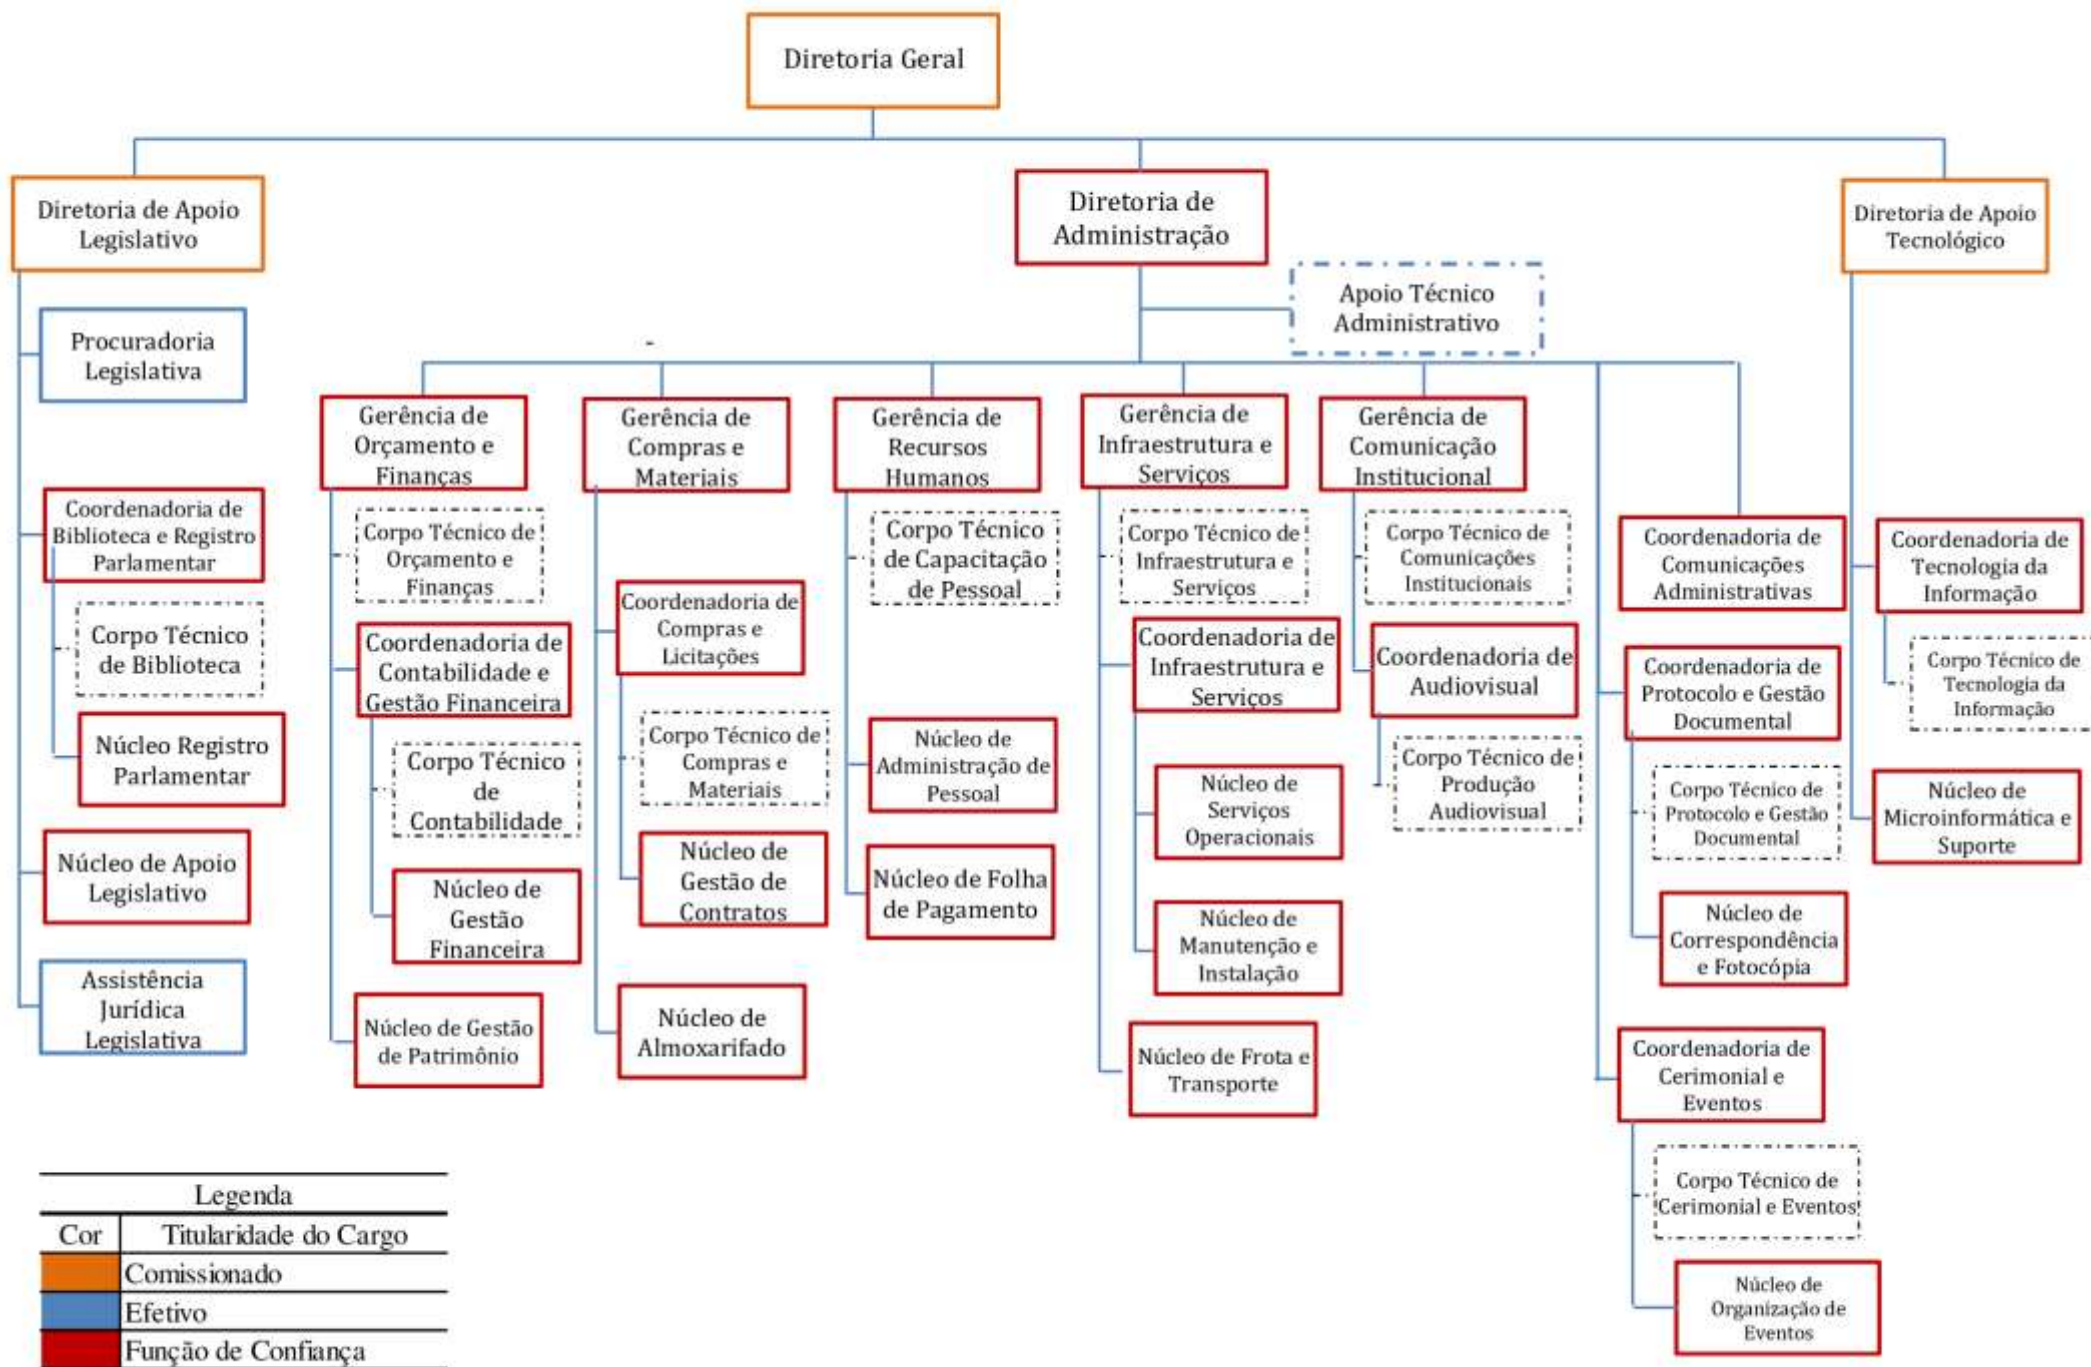 Diretoria Geral
Diretoria de Apoio
Legislativo
Diretoria de
Administração
Diretoria de Apoio
Tecnológico
Apoio Técnico
Administrativo
-
Procuradoria
Legislativa
Coordenadoria de
Biblioteca e Registro
Parlamentar
Corpo Técnico
de Biblioteca
Núcleo Registro
Parlamentar
Núcleo de Apoio
Legislativo
Assistência
Jurídica
Legislativa
Gerência de
Orçamento e
Finanças
Corpo Técnico de
Orçamento e
Finanças
Coordenadoria de
Contabilidade e
Gestão Financeira
Corpo Técnico
de
Contabilidade
Núcleo de
Gestão
Financeira
Núcleo de Gestão
de Patrimônio
Gerência de
Compras e
Materiais
Coordenadoria de
Compras e
Licitações
Corpo Técnico de
Compras e
Materiais
Núcleo de
Gestão de
Contratos
Núcleo de
Almoxarifado
Gerência de
Recursos
Humanos
Corpo Técnico
de Capacitação
de Pessoal
Núcleo de
Administração de
Pessoal
Núcleo de Folha
de Pagamento
Gerência de
Infraestrutura e
Serviços
Corpo Técnico de
Infraestrutura e
Serviços
Coordenadoria de
Infraestrutura e
Serviços
Núcleo de
Serviços
Operacionais
Núcleo de
Manutenção e
Instalação
Núcleo de Frota e
Transporte
Gerência de
Comunicação
Institucional
Corpo Técnico de
Comunicações
Institucionais
Coordenadoria de
Audiovisual
Corpo Técnico de
Produção
Audiovisual
Coordenadoria de
Comunicações
Administrativas
Coordenadoria de
Protocolo e Gestão
Documental
Corpo Técnico de
Protocolo e Gestão
Documental
Núcleo de
Correspondência
e Fotocópia
Coordenadoria de
Cerimonial e
Eventos
Corpo Técnico de
Cerimonial e Eventos
Núcleo de
Organização de
Eventos
Coordenadoria de
Tecnologia da
Informação
Corpo Técnico de
Tecnologia da
Informação
Núcleo de
Microinformática e
Suporte
Legenda
Cor Titularidade do Cargo
Comissionado
Efetivo
Função de Confiança